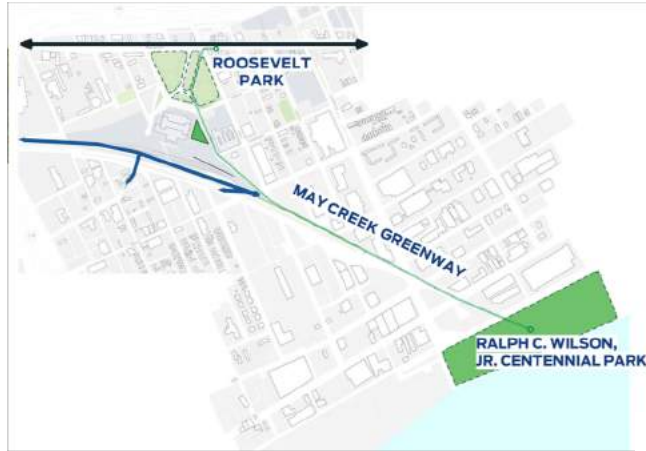 ROOSEVELT
PARK
MAY CREEK GREENWAY
RALPH C. WILSON,
JR. CENTENNIAL PARK